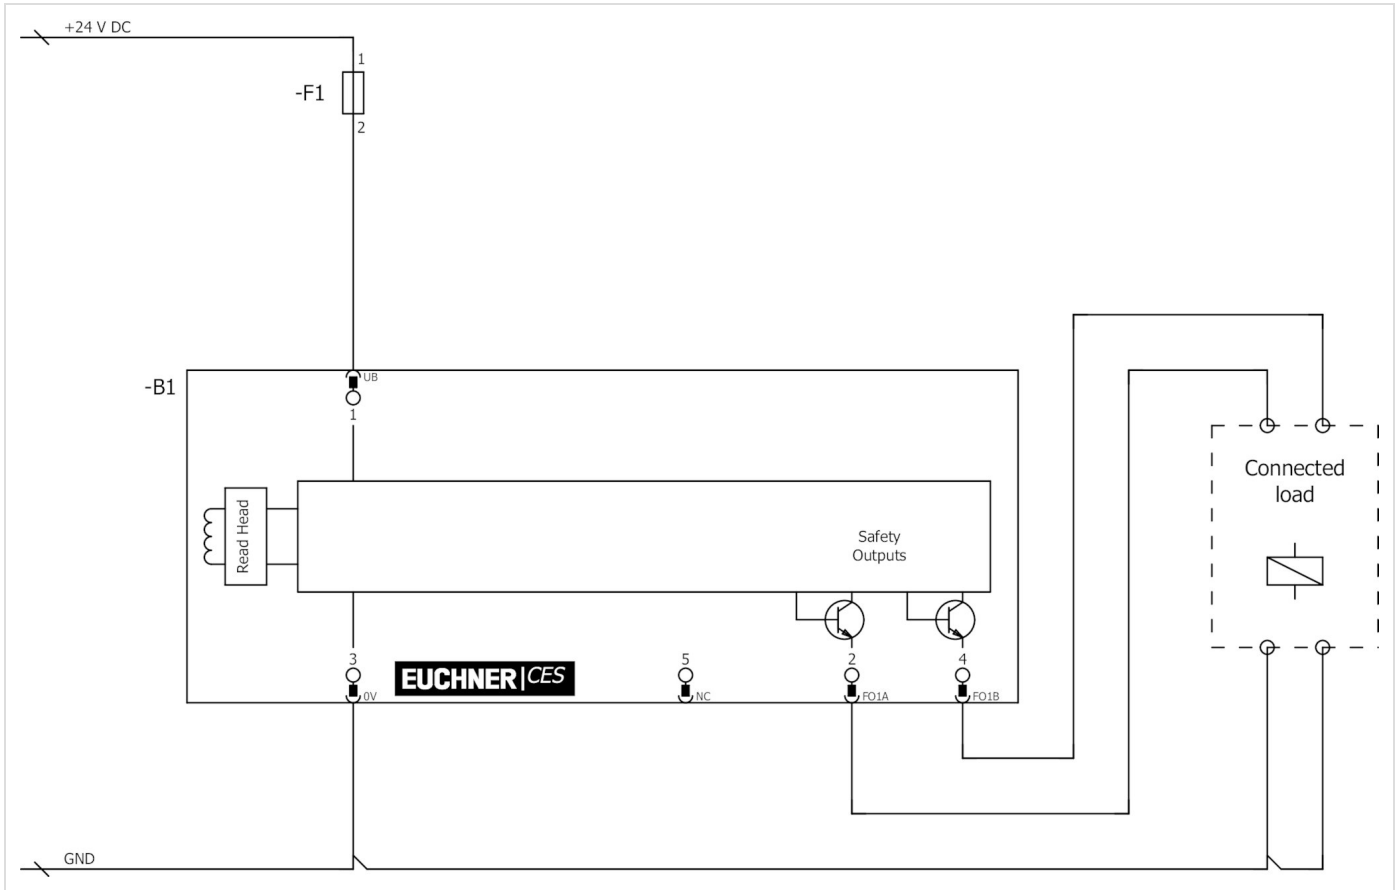 +24 V DC
1
-F1
2
-B1
UB
1
Connected
load
Read Head
Safety
Outputs
3
5
2
4
EUCHNER|CES
0V
NC
FO1A
FO1B
GND